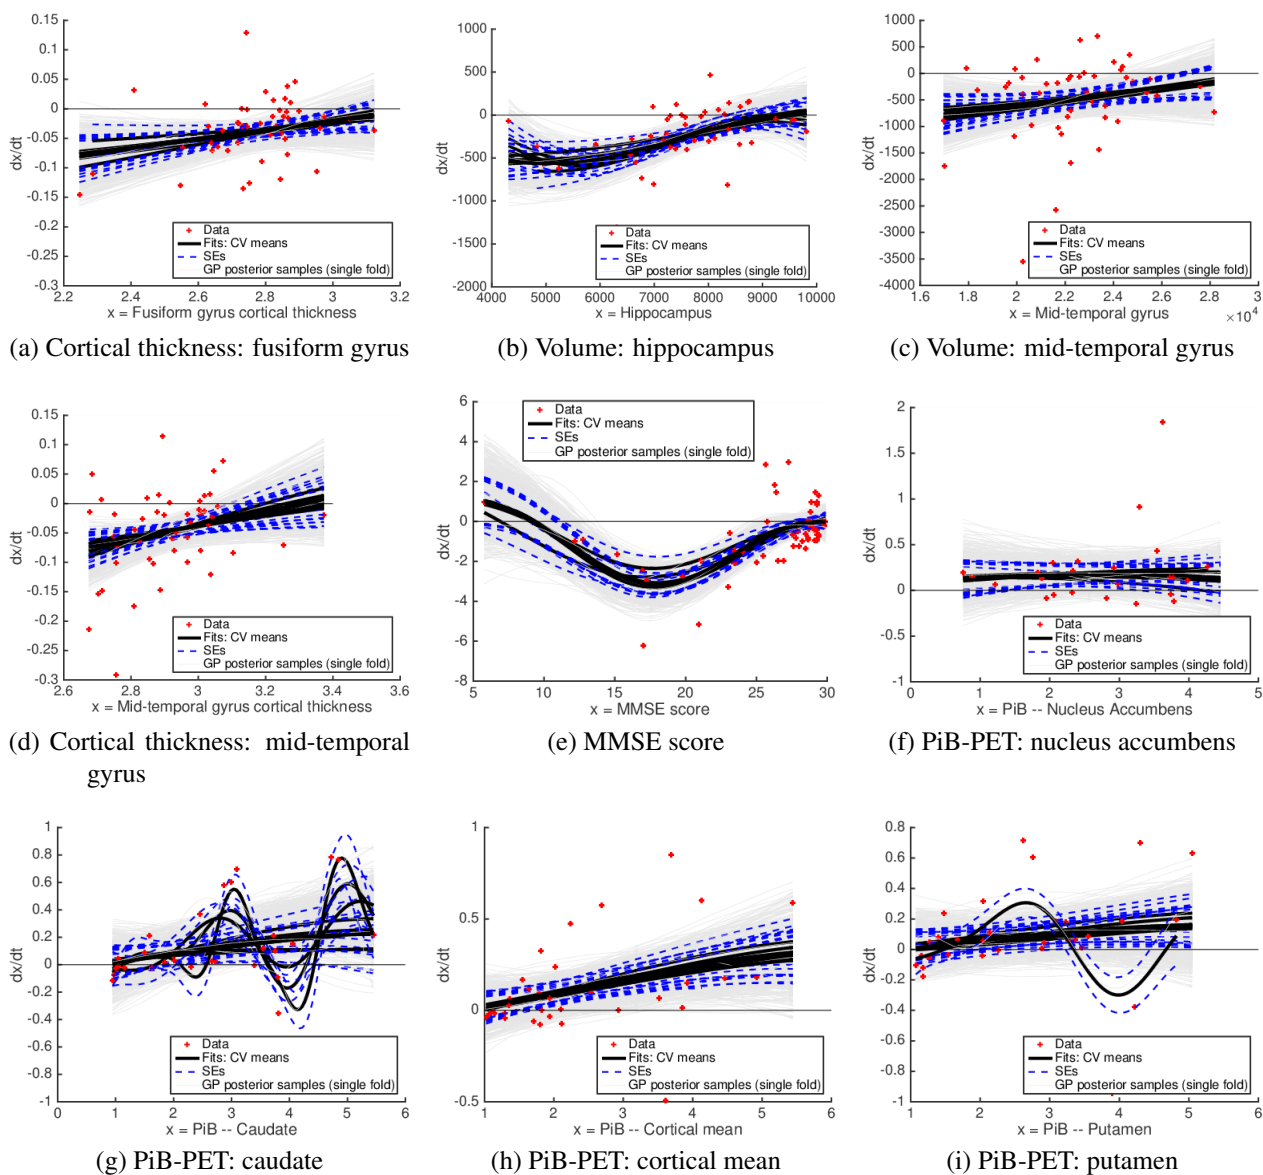 0.15
0.1
0.05
0
-0.05
-0.1
-0.15
-0.2
-0.25
-0.3
dx/dt
2.2 2.4 2.6 2.8 3 3.2
x = Fusiform gyrus cortical thickness
Data
Fits: CV means
SEs
GP posterior samples (single fold)
(a) Cortical thickness: fusiform gyrus
1000
500
0
-500
-1000
-1500
-2000
dx/dt
4000 5000 6000 7000 8000 9000 10000
x = Hippocampus
Data
Fits: CV means
SEs
GP posterior samples (single fold)
(b) Volume: hippocampus
1000
500
0
-500
-1000
-1500
-2000
-2500
-3000
-3500
-4000
dx/dt
1.6 1.8 2 2.2 2.4 2.6 2.8 3
×10^4
x = Mid-temporal gyrus
Data
Fits: CV means
SEs
GP posterior samples (single fold)
(c) Volume: mid-temporal gyrus
0.15
0.1
0.05
0
-0.05
-0.1
-0.15
-0.2
-0.25
-0.3
dx/dt
2.6 2.8 3 3.2 3.4 3.6
x = Mid-temporal gyrus cortical thickness
Data
Fits: CV means
SEs
GP posterior samples (single fold)
(d) Cortical thickness: mid-temporal
gyrus
6
4
2
0
-2
-4
-6
-8
dx/dt
5 10 15 20 25 30
x = MMSE score
Data
Fits: CV means
SEs
GP posterior samples (single fold)
(e) MMSE score
2
1.5
1
0.5
0
-0.5
-1
dx/dt
0 1 2 3 4 5
x = PiB -- Nucleus Accumbens
Data
Fits: CV means
SEs
GP posterior samples (single fold)
(f) PiB-PET: nucleus accumbens
1
0.8
0.6
0.4
0.2
0
-0.2
-0.4
-0.6
-0.8
-1
dx/dt
0 1 2 3 4 5 6
x = PiB -- Caudate
Data
Fits: CV means
SEs
GP posterior samples (single fold)
(g) PiB-PET: caudate
1
0.5
0
-0.5
dx/dt
1 2 3 4 5 6
x = PiB -- Cortical mean
Data
Fits: CV means
SEs
GP posterior samples (single fold)
(h) PiB-PET: cortical mean
0.8
0.6
0.4
0.2
0
-0.2
-0.4
-0.6
-0.8
-1
dx/dt
1 2 3 4 5 6
x = PiB -- Putamen
Data
Fits: CV means
SEs
GP posterior samples (single fold)
(i) PiB-PET: putamen